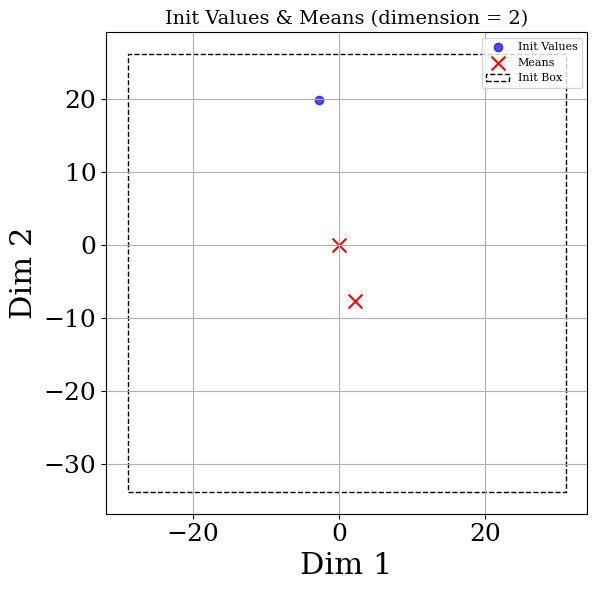 Init Values & Means (dimension = 2)
Init Values
Means
Init Box
20
10
0
−10
−20
−30
Dim 2
−20
0
20
Dim 1